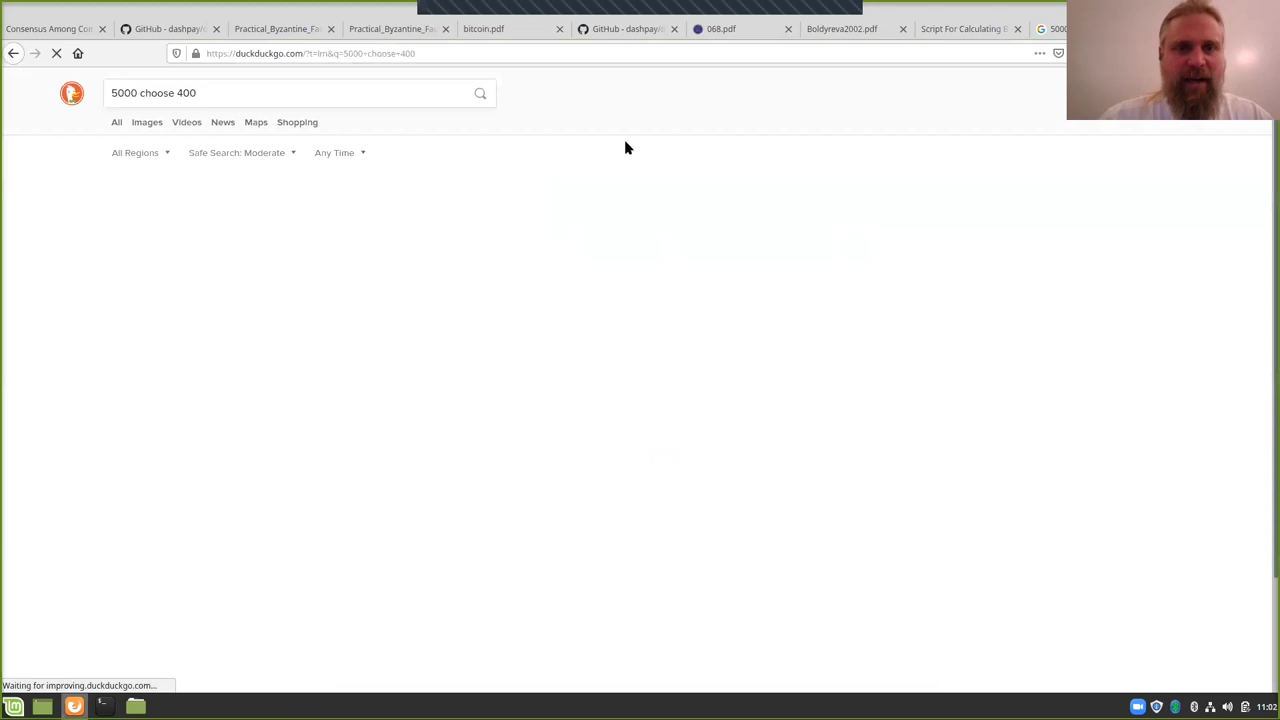 Consensus Among Con
GitHub - dashpay/d
Practical_Byzantine_Fa
Practical_Byzantine_Fa
bitcoin.pdf
GitHub - dashpay/d
068.pdf
Boldyreva2002.pdf
Script For Calculating B
5000
https://duckduckgo.com/?t=lm&q=5000+choose+400
5000 choose 400
All Images Videos News Maps Shopping
All Regions Safe Search: Moderate Any Time
Waiting for improving.duckduckgo.com...
11:02